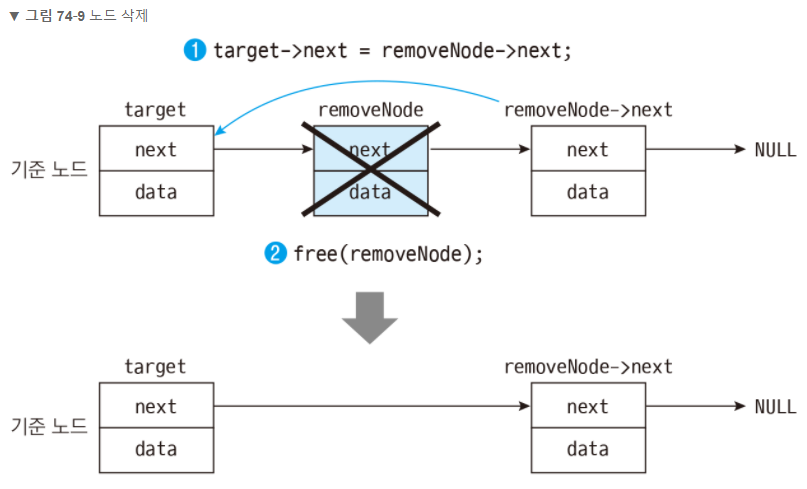 ▼ 그림 74-9 노드 삭제
1 target->next = removeNode->next;
target removeNode removeNode->next
기준 노드 next next next NULL
data data data
2 free(removeNode);
target removeNode->next
기준 노드 next next NULL
data data